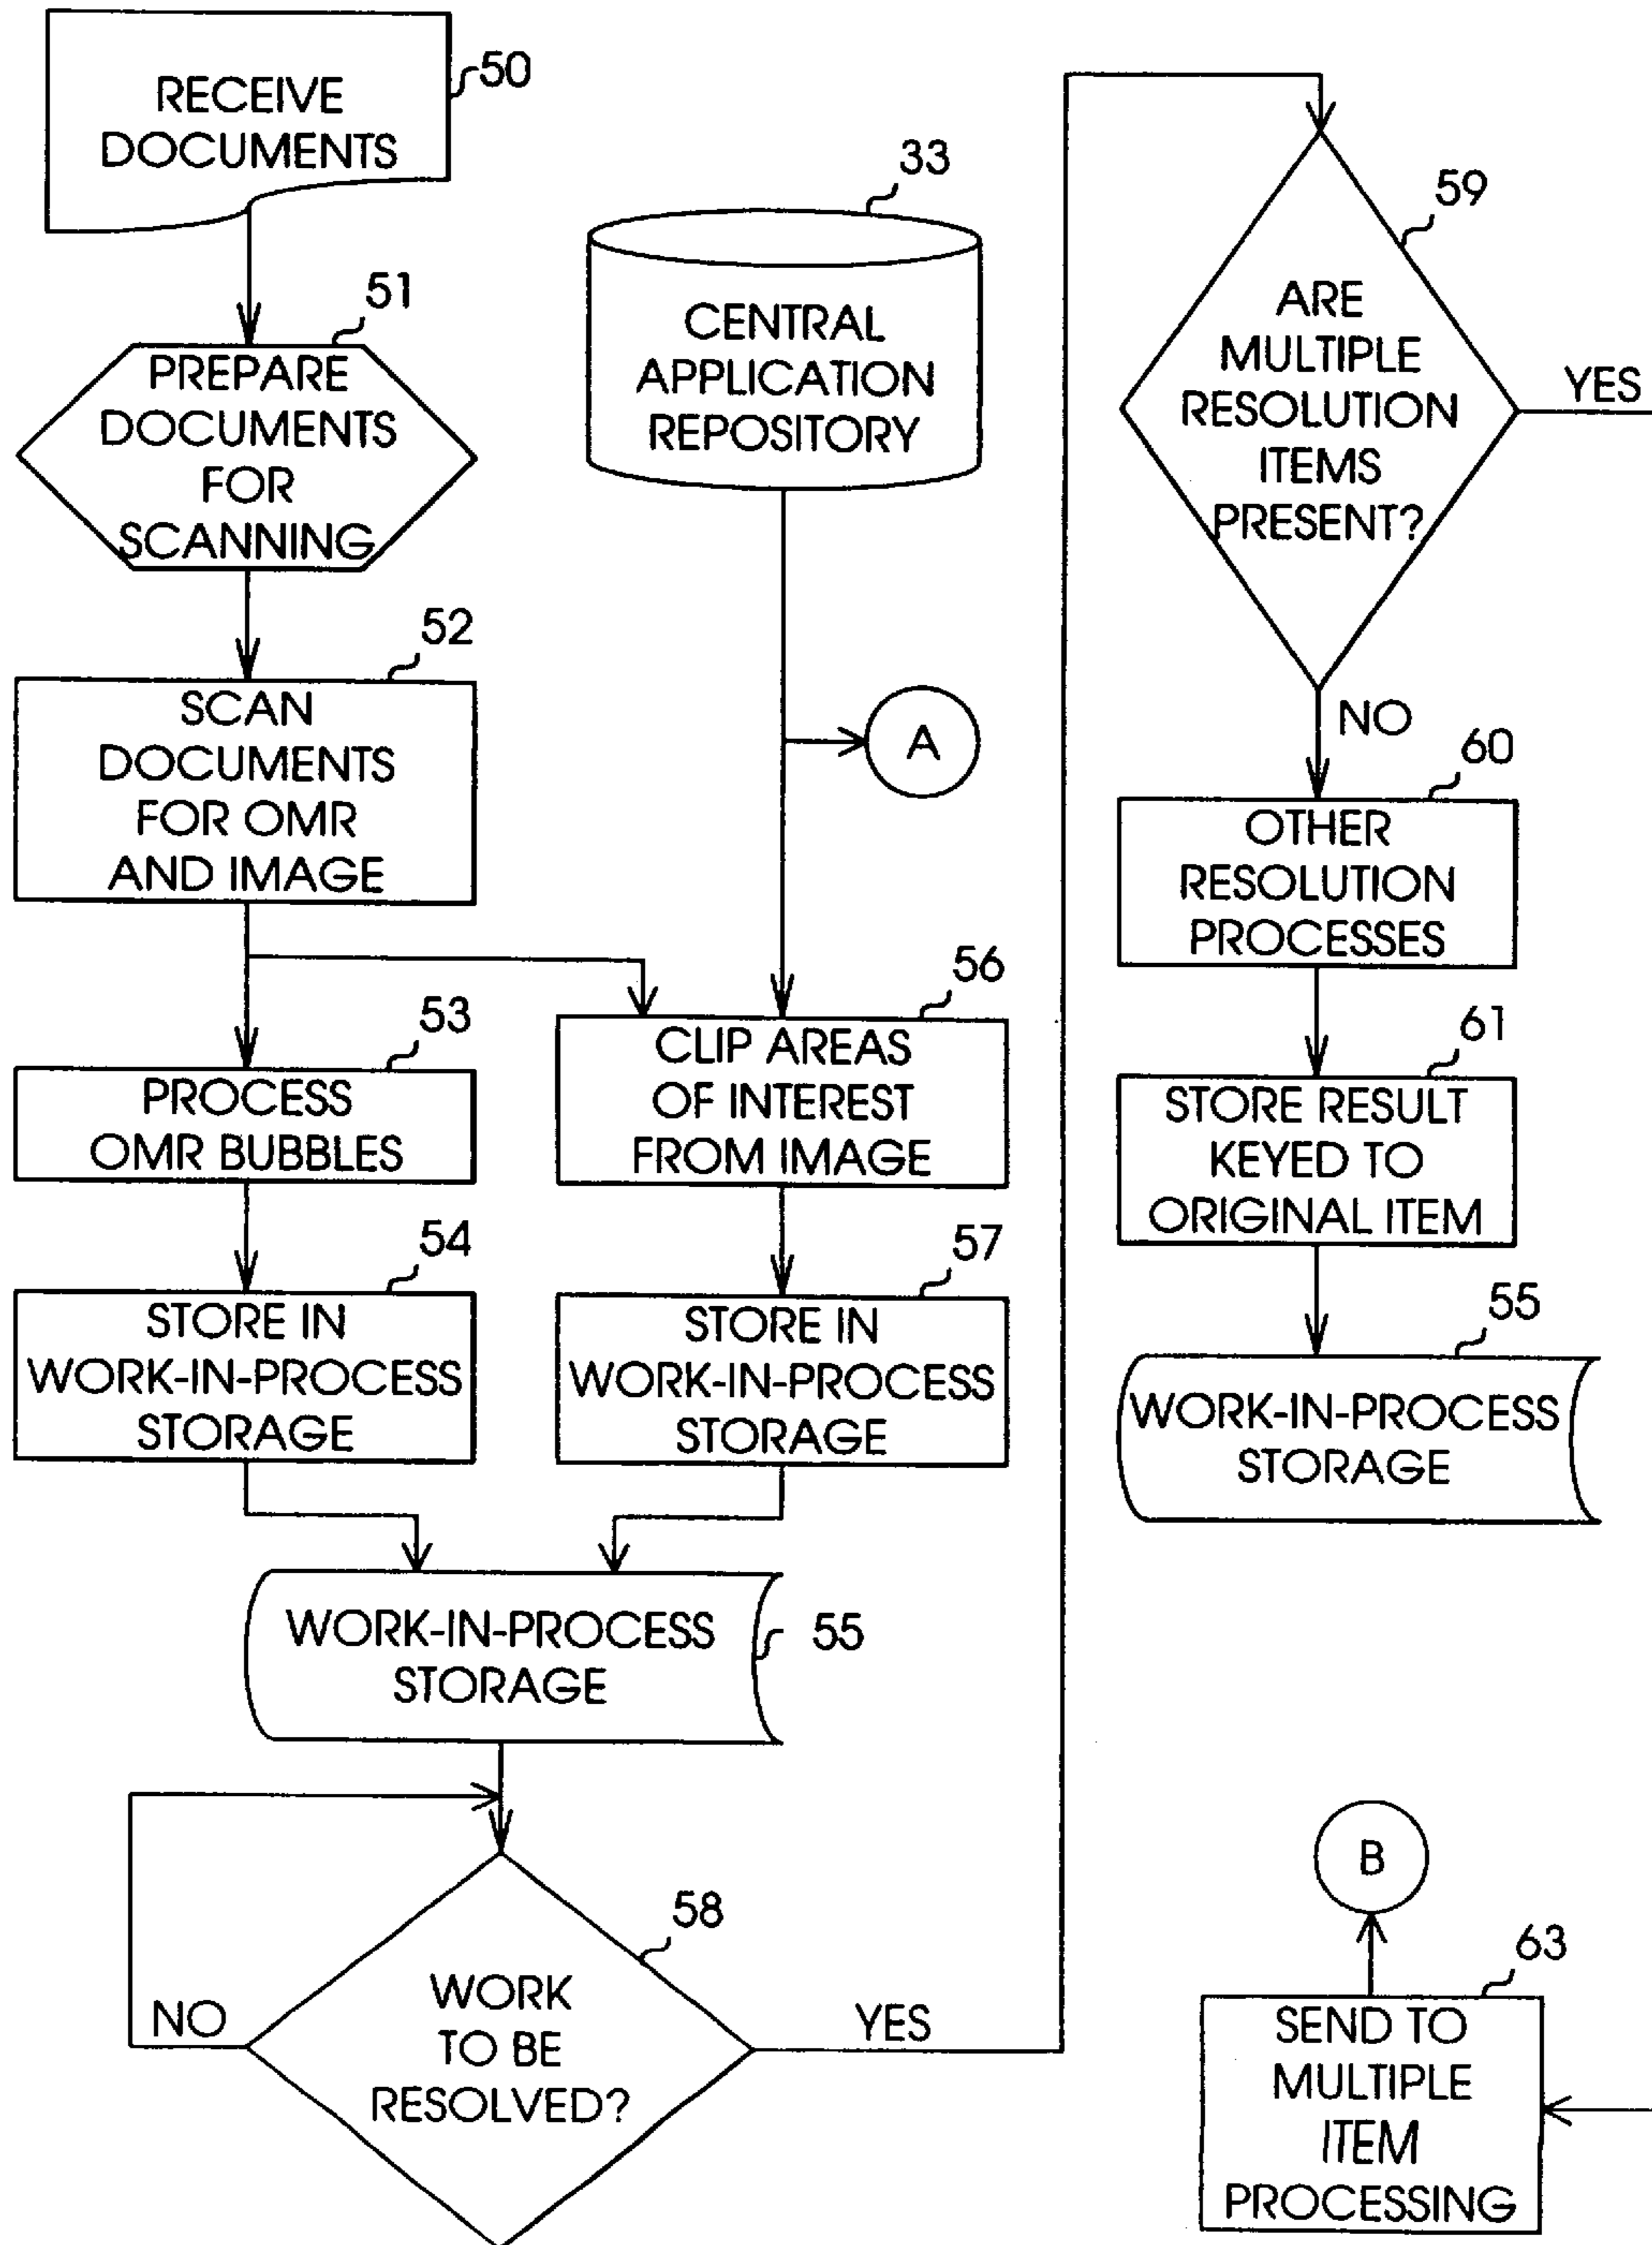 50
RECEIVE
DOCUMENTS
51
PREPARE
DOCUMENTS
FOR
SCANNING
52
SCAN
DOCUMENTS
FOR OMR
AND IMAGE
53
PROCESS
OMR BUBBLES
54
STORE IN
WORK-IN-PROCESS
STORAGE
33
CENTRAL
APPLICATION
REPOSITORY
A
56
CLIP AREAS
OF INTEREST
FROM IMAGE
57
STORE IN
WORK-IN-PROCESS
STORAGE
WORK-IN-PROCESS
STORAGE
55
58
WORK
TO BE
RESOLVED?
NO
YES
59
ARE
MULTIPLE
RESOLUTION
ITEMS
PRESENT?
YES
NO
60
OTHER
RESOLUTION
PROCESSES
61
STORE RESULT
KEYED TO
ORIGINAL ITEM
55
WORK-IN-PROCESS
STORAGE
B
63
SEND TO
MULTIPLE
ITEM
PROCESSING